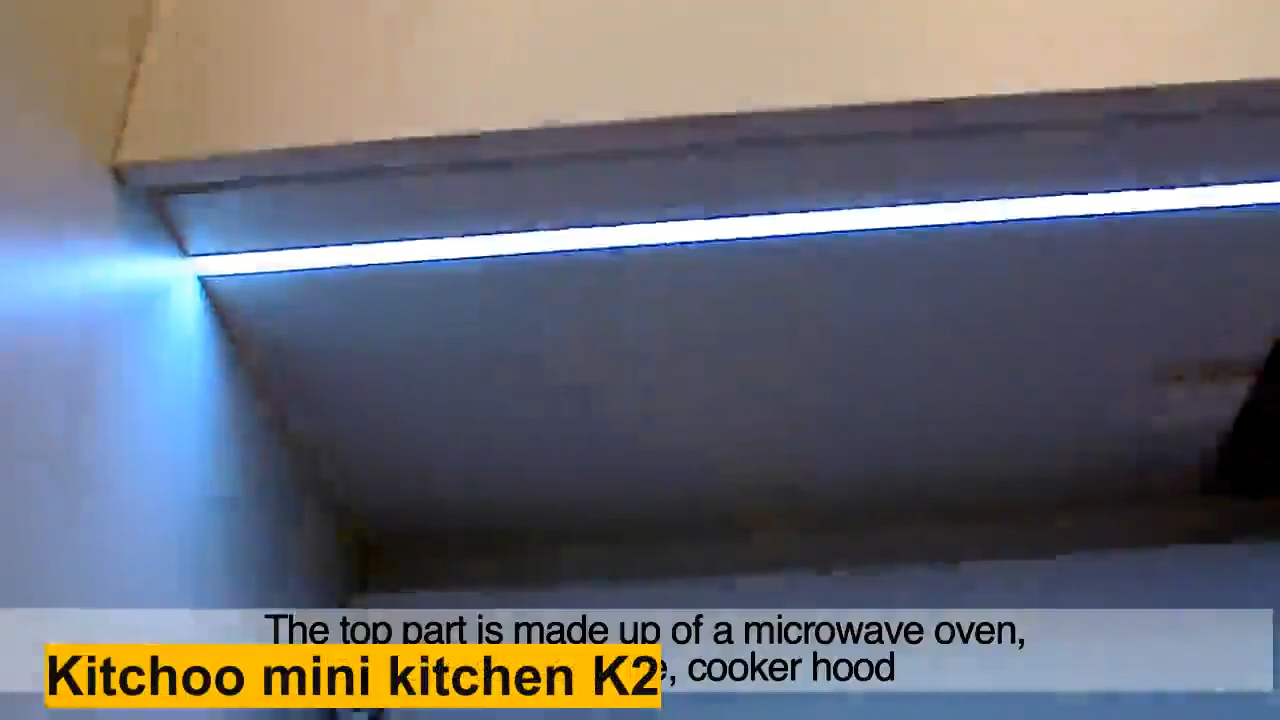 The top part is made up of a microwave oven,
, cooker hood
Kitchoo mini kitchen K2